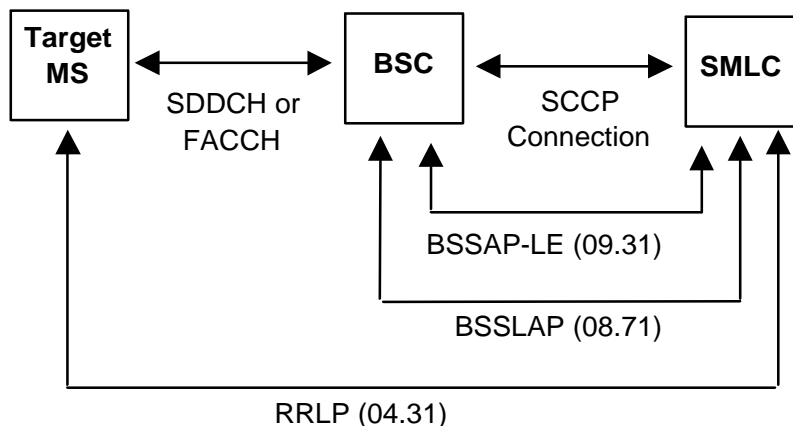 Target
MS
BSC
SMLC
SDDCH or
FACCH
SCCP
Connection
BSSAP-LE (09.31)
BSSLAP (08.71)
RRLP (04.31)